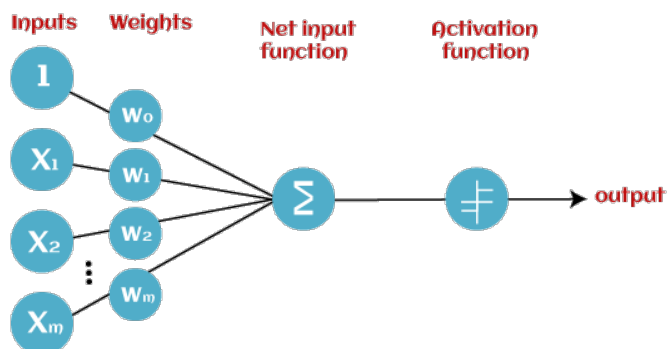 Inputs
Weights
Net input
function
Activation
function
1
X₁
X₂
Xₘ
W₀
W₁
W₂
Wₘ
Σ
output